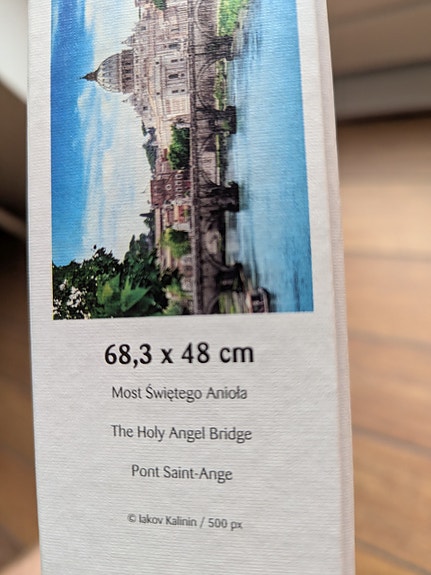 68,3 x 48 cm
Most Świętego Anioła
The Holy Angel Bridge
Pont Saint-Ange
© Iakov Kalinin / 500 px